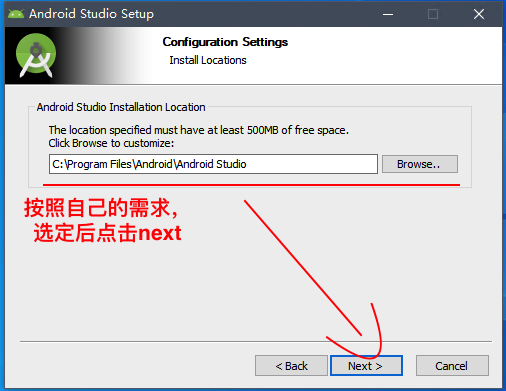 Android Studio Setup
Configuration Settings
Install Locations
Android Studio Installation Location
The location specified must have at least 500MB of free space.
Click Browse to customize:
C:\Program Files\Android\Android Studio
Browse..
按照自己的需求,
选定后点击next
< Back
Next >
Cancel